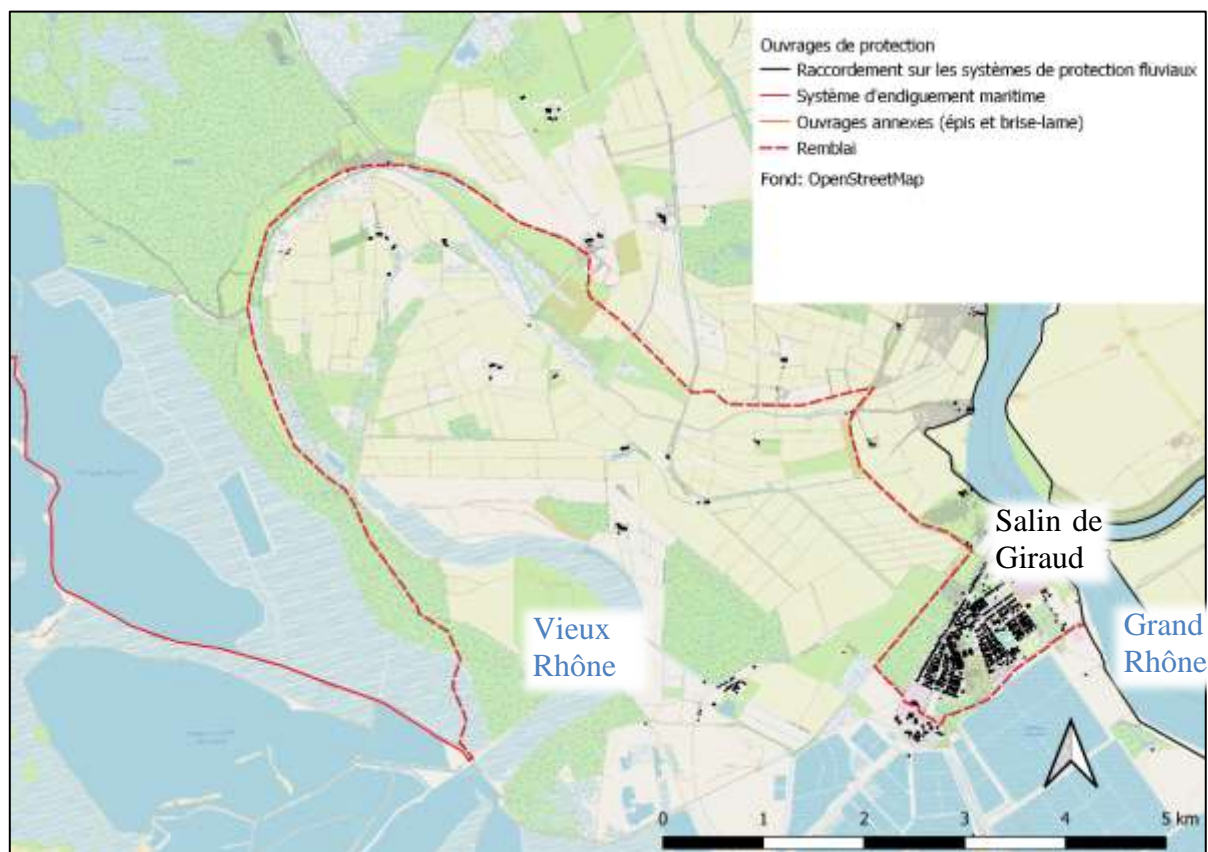 Ouvrages de protection
Raccordement sur les systèmes de protection fluviaux
Système d'endiguement maritime
Ouvrages annexes (épis et brise-lame)
Remblai
Fond: OpenStreetMap
Salin de
Giraud
Vieux
Rhône
Grand
Rhône
0 1 2 3 4 5 km